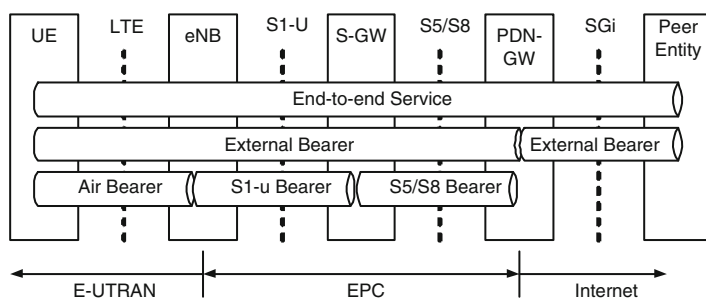 UE LTE eNB S1-U S-GW S5/S8 PDN-GW SGi Peer Entity
End-to-end Service
External Bearer External Bearer
Air Bearer S1-u Bearer S5/S8 Bearer
E-UTRAN EPC Internet